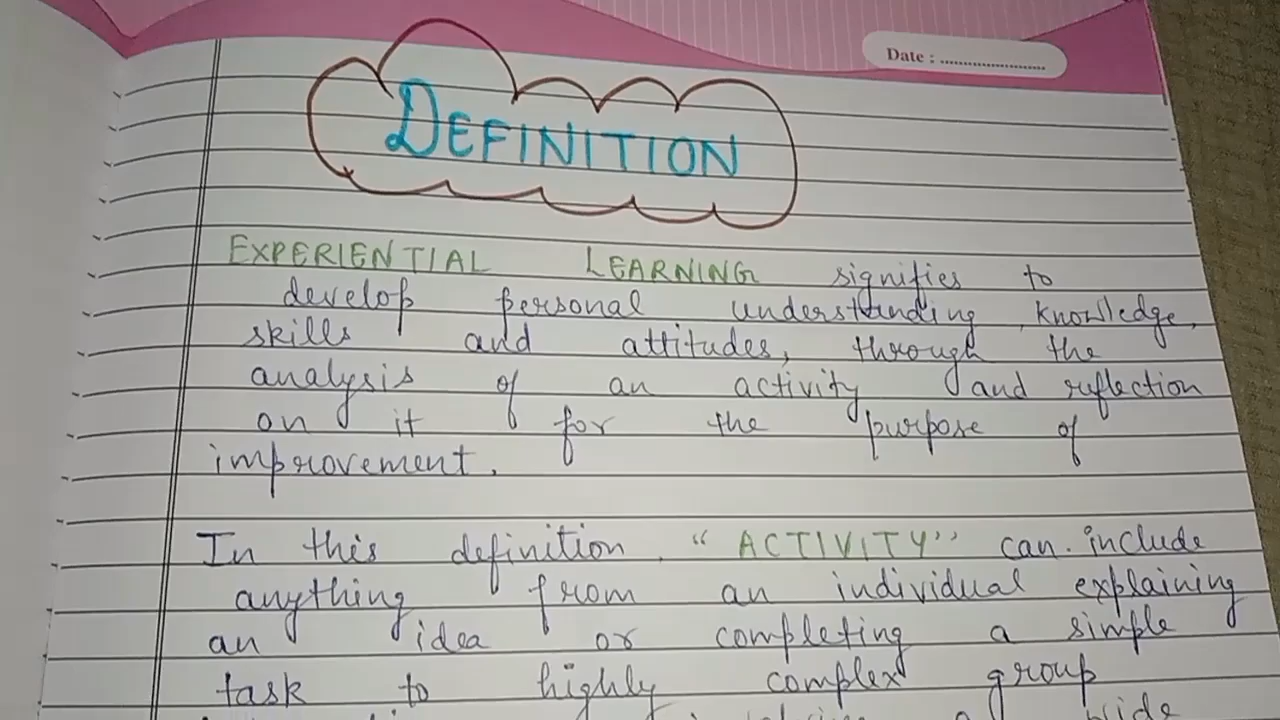 Date : ........................
DEFINITION
EXPERIENTIAL LEARNING signifies to
develop personal understanding, knowledge,
skills and attitudes, through the
analysis of an activity and reflection
on it for the purpose of
improvement.
In this definition, "ACTIVITY" can include
anything from an individual explaining
an idea or completing a simple
task to highly complex group
a